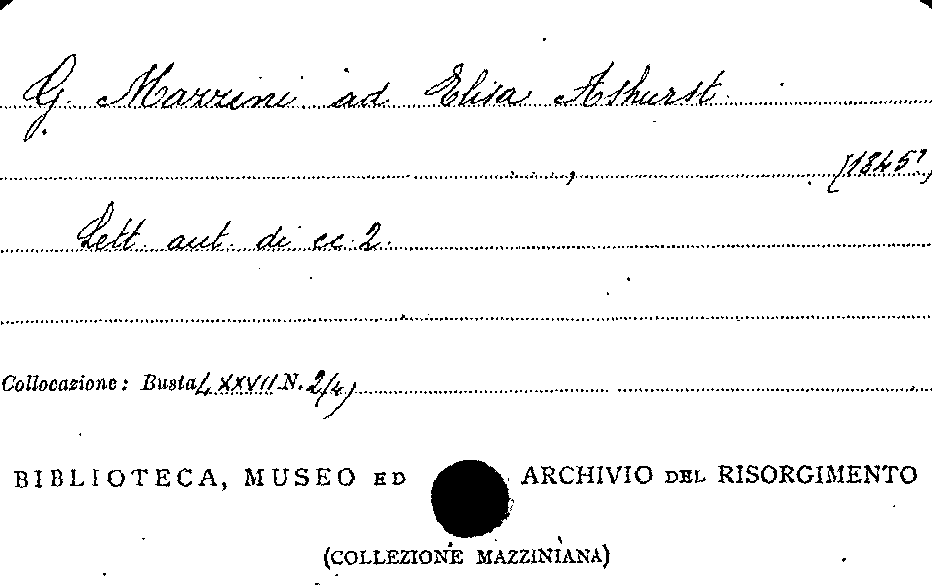 G. Mazzini ad Elisa Ashurst
[1845?]
Lett. aut. di cc. 2.
Collocazione: Busta LXXVII N. 2(4)
BIBLIOTECA, MUSEO ED ARCHIVIO DEL RISORGIMENTO
(COLLEZIONE MAZZINIANA)